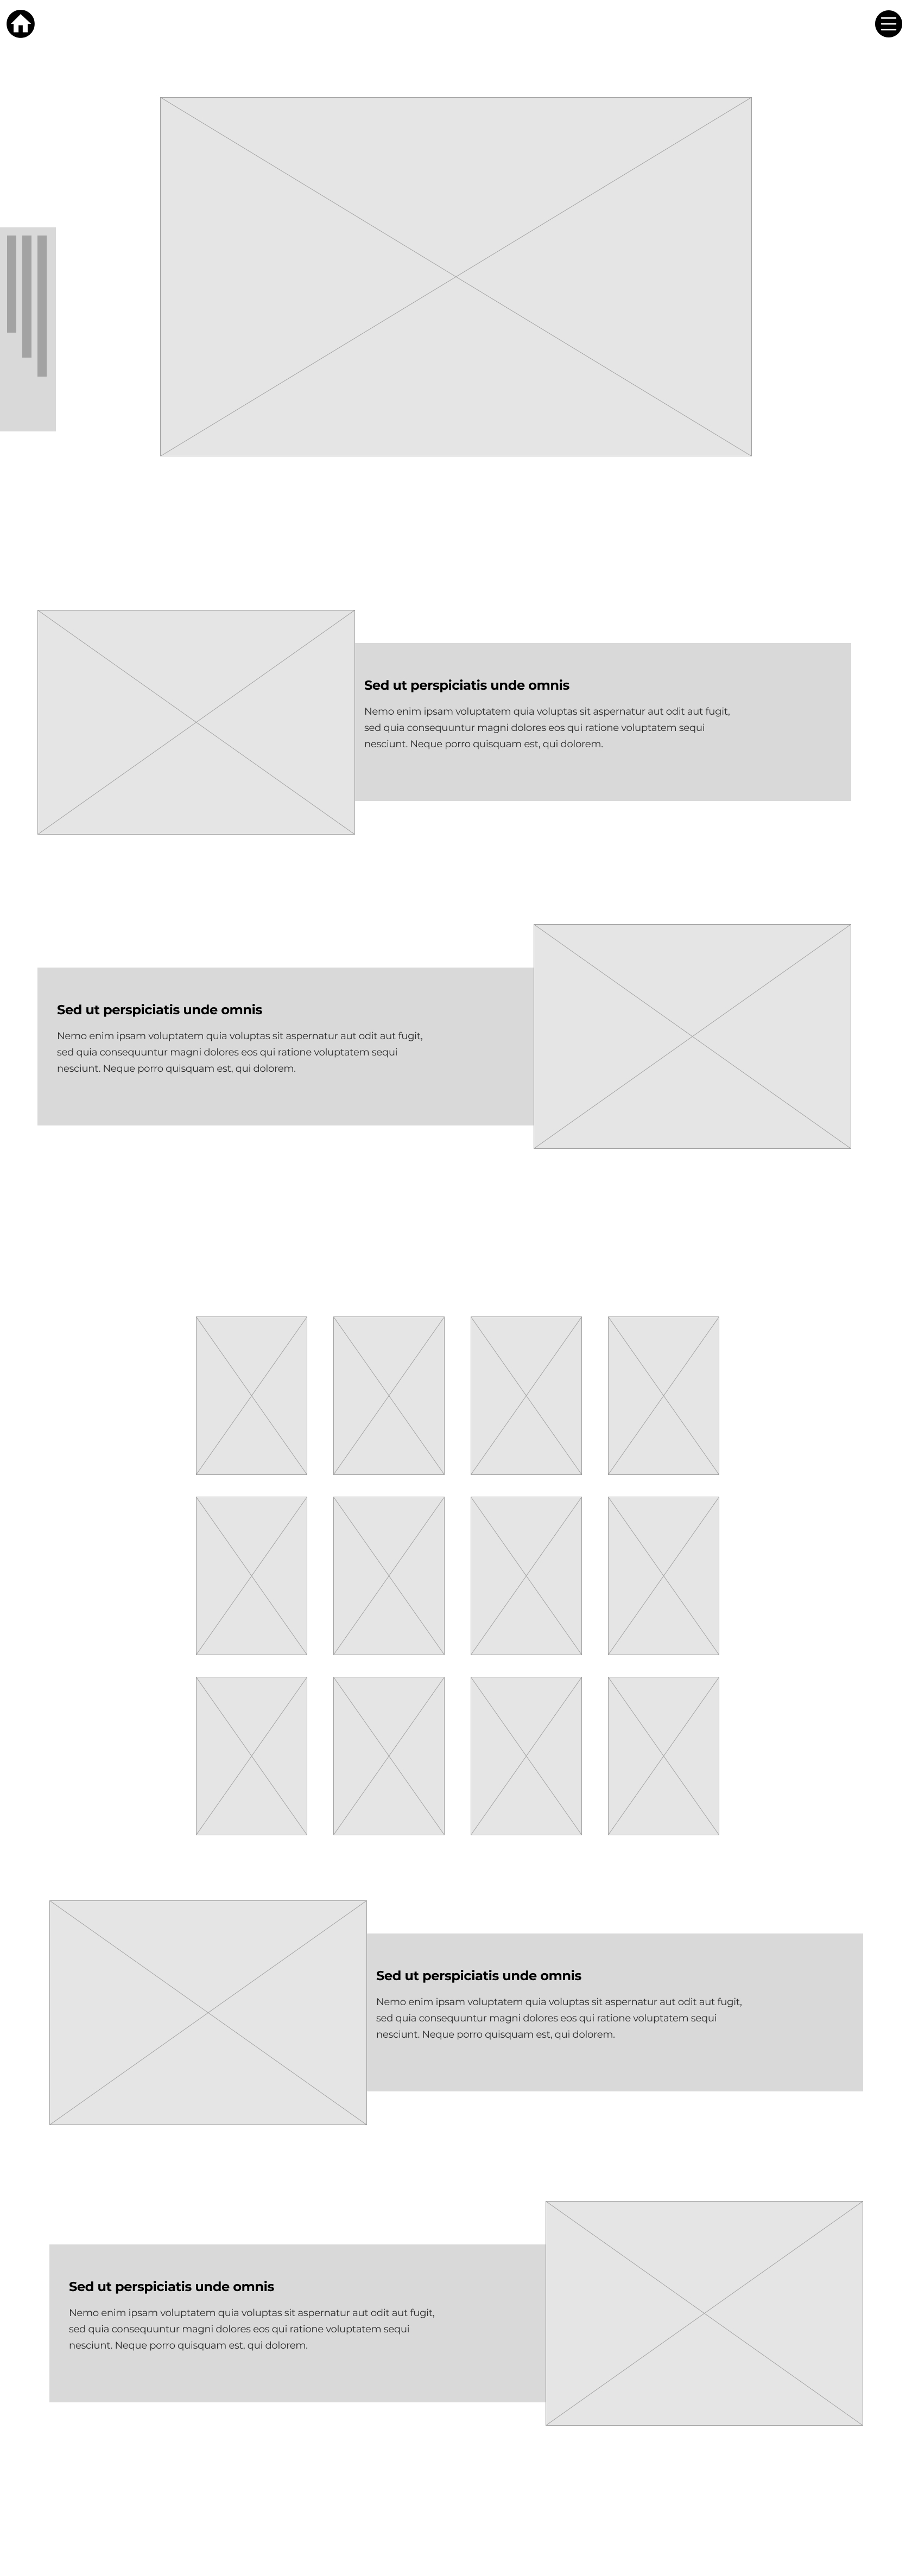 Sed ut perspiciatis unde omnis
Nemo enim ipsam voluptatem quia voluptas sit aspernatur aut odit aut fugit,
sed quia consequuntur magni dolores eos qui ratione voluptatem sequi
nesciunt. Neque porro quisquam est, qui dolorem.
Sed ut perspiciatis unde omnis
Nemo enim ipsam voluptatem quia voluptas sit aspernatur aut odit aut fugit,
sed quia consequuntur magni dolores eos qui ratione voluptatem sequi
nesciunt. Neque porro quisquam est, qui dolorem.
Sed ut perspiciatis unde omnis
Nemo enim ipsam voluptatem quia voluptas sit aspernatur aut odit aut fugit,
sed quia consequuntur magni dolores eos qui ratione voluptatem sequi
nesciunt. Neque porro quisquam est, qui dolorem.
Sed ut perspiciatis unde omnis
Nemo enim ipsam voluptatem quia voluptas sit aspernatur aut odit aut fugit,
sed quia consequuntur magni dolores eos qui ratione voluptatem sequi
nesciunt. Neque porro quisquam est, qui dolorem.